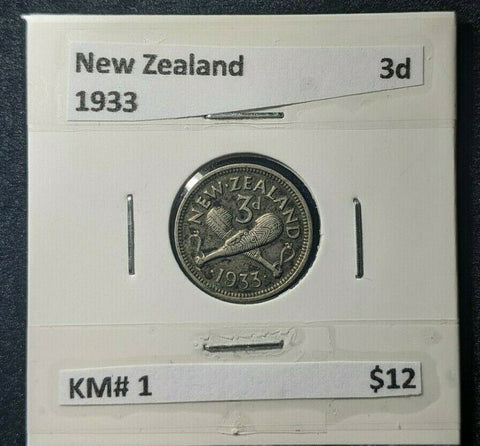 New Zealand 3d
1933
NEW·ZEALAND
3d
·1933·
KM# 1 $12